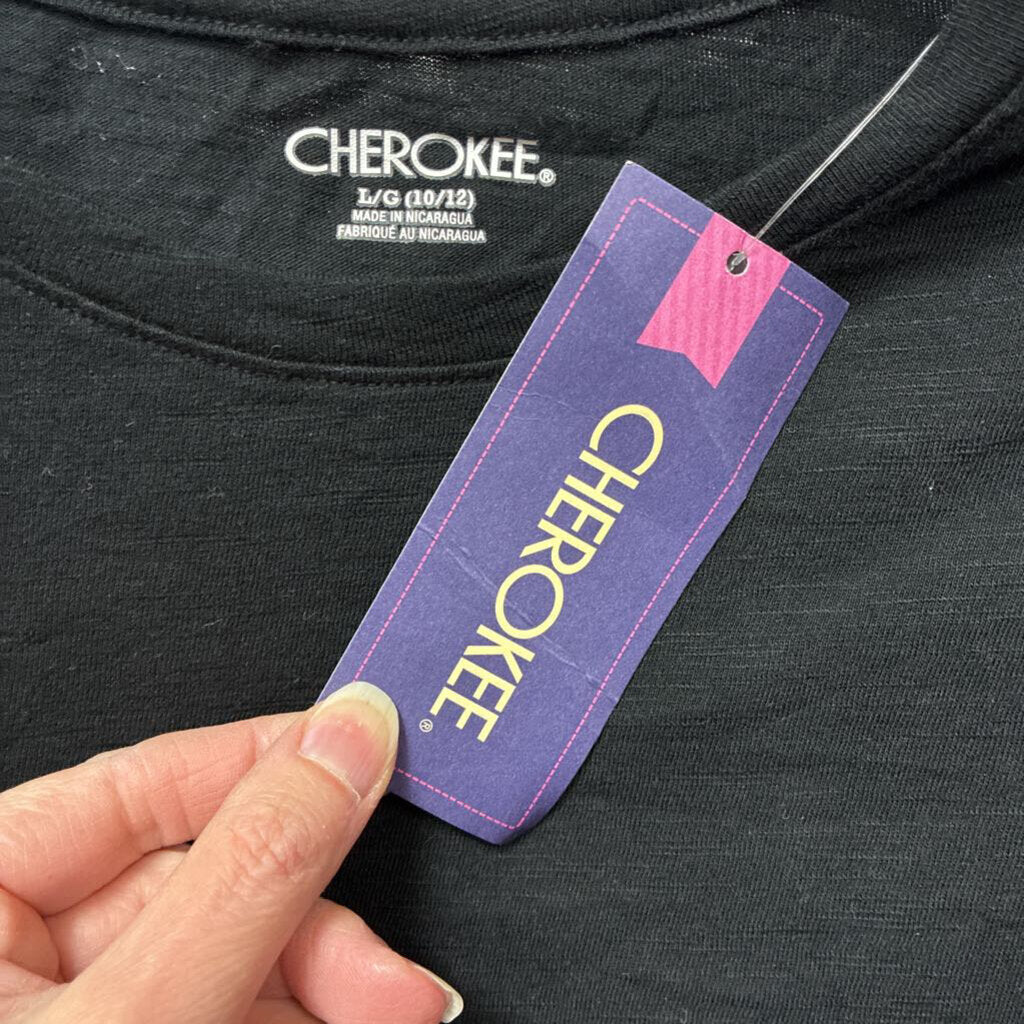 CHEROKEE®
L/G (10/12)
MADE IN NICARAGUA
FABRIQUÉ AU NICARAGUA
CHEROKEE®